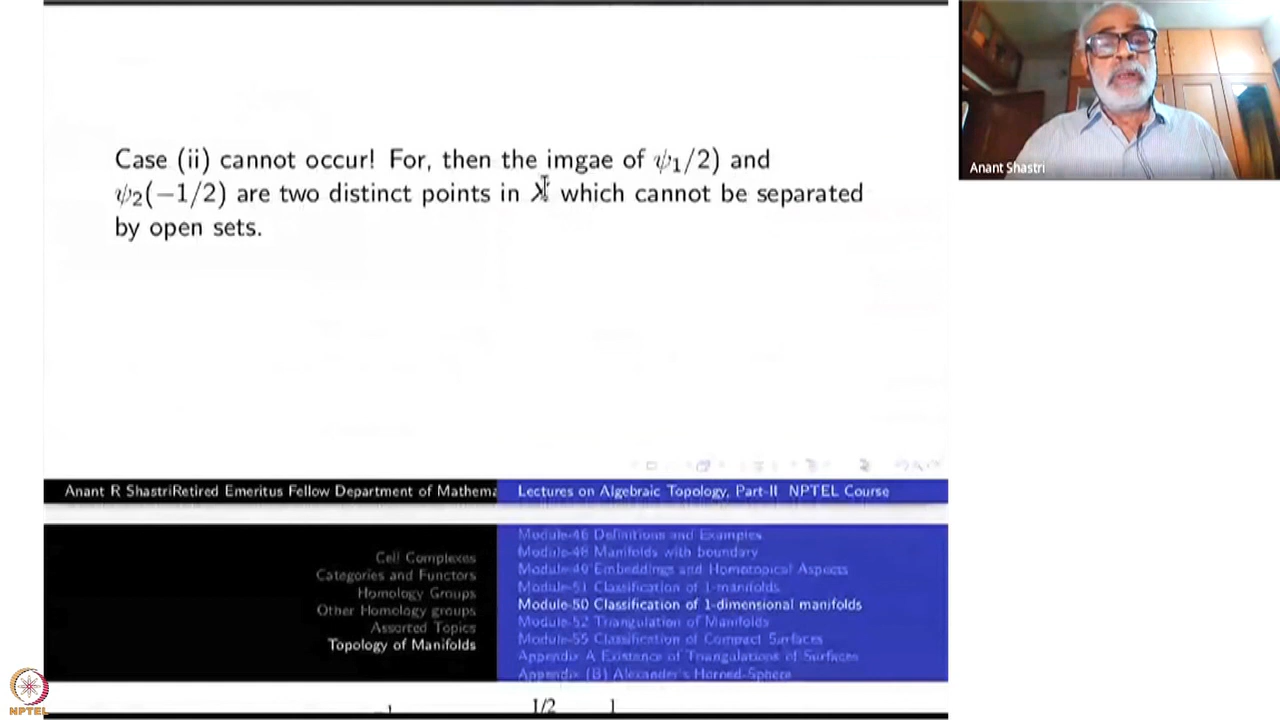 Case (ii) cannot occur! For, then the imgae of ψ₁/2) and
ψ₂(−1/2) are two distinct points in X which cannot be separated
by open sets.
Anant Shastri
Anant R ShastriRetired Emeritus Fellow Department of Mathema
Lectures on Algebraic Topology, Part-II NPTEL Course
Cell Complexes
Categories and Functors
Homology Groups
Other Homology groups
Assorted Topics
Topology of Manifolds
Module-46 Definitions and Examples
Module-48 Manifolds with boundary
Module-49 Embeddings and Homotopical Aspects
Module-51 Classification of 1-manifolds
Module-50 Classification of 1-dimensional manifolds
Module-52 Triangulation of Manifolds
Module-55 Classification of Compact Surfaces
Appendix A Existence of Triangulations of Surfaces
Appendix (B) Alexander's Horned-Sphere
−1 1/2 1
NPTEL